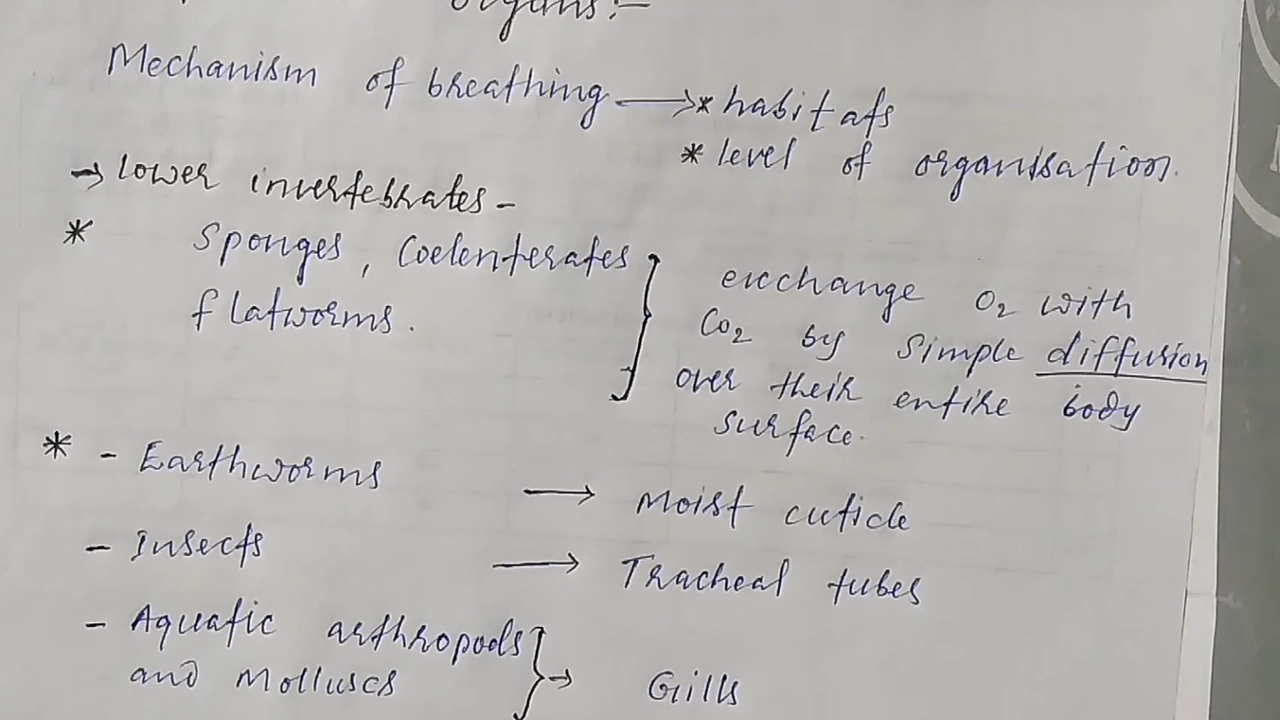 organs:-
Mechanism of breathing → * habitats
* level of organisation.
→ Lower invertebrates -
* Sponges, Coelenterates
flatworms.
exchange O₂ with
CO₂ by simple diffusion
over their entire body
surface.
* - Earthworms → Moist cuticle
- Insects → Tracheal tubes
- Aquatic arthropods
and Molluscs → Gills